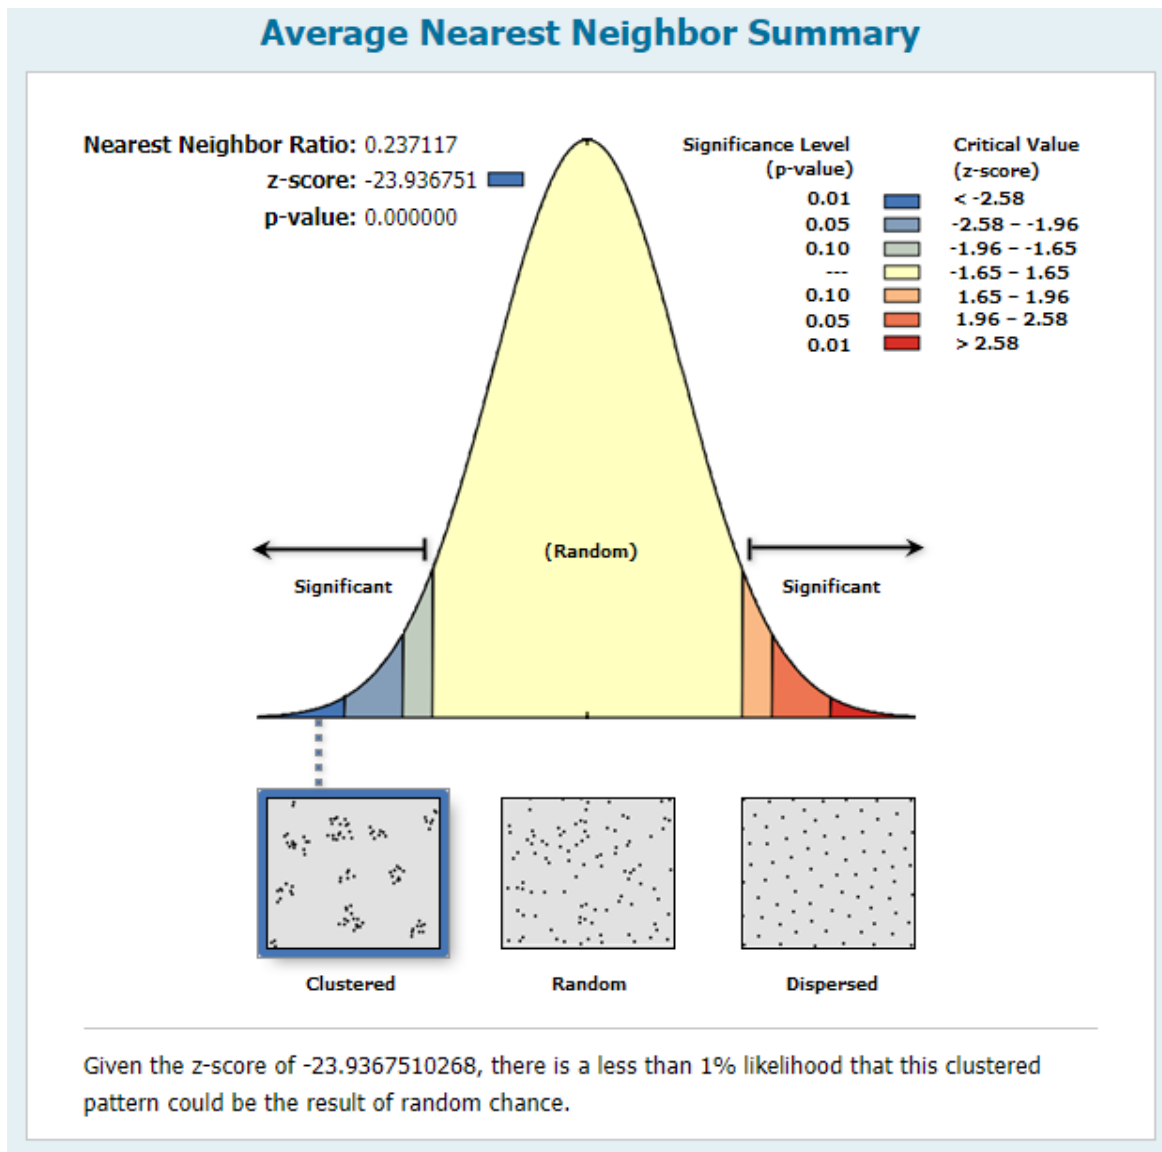 Average Nearest Neighbor Summary
Nearest Neighbor Ratio: 0.237117
z-score: -23.936751
p-value: 0.000000
Significance Level
(p-value)
Critical Value
(z-score)
0.01 < -2.58
0.05 -2.58 – -1.96
0.10 -1.96 – -1.65
--- -1.65 – 1.65
0.10 1.65 – 1.96
0.05 1.96 – 2.58
0.01 > 2.58
(Random)
Significant
Significant
Clustered
Random
Dispersed
Given the z-score of -23.9367510268, there is a less than 1% likelihood that this clustered
pattern could be the result of random chance.